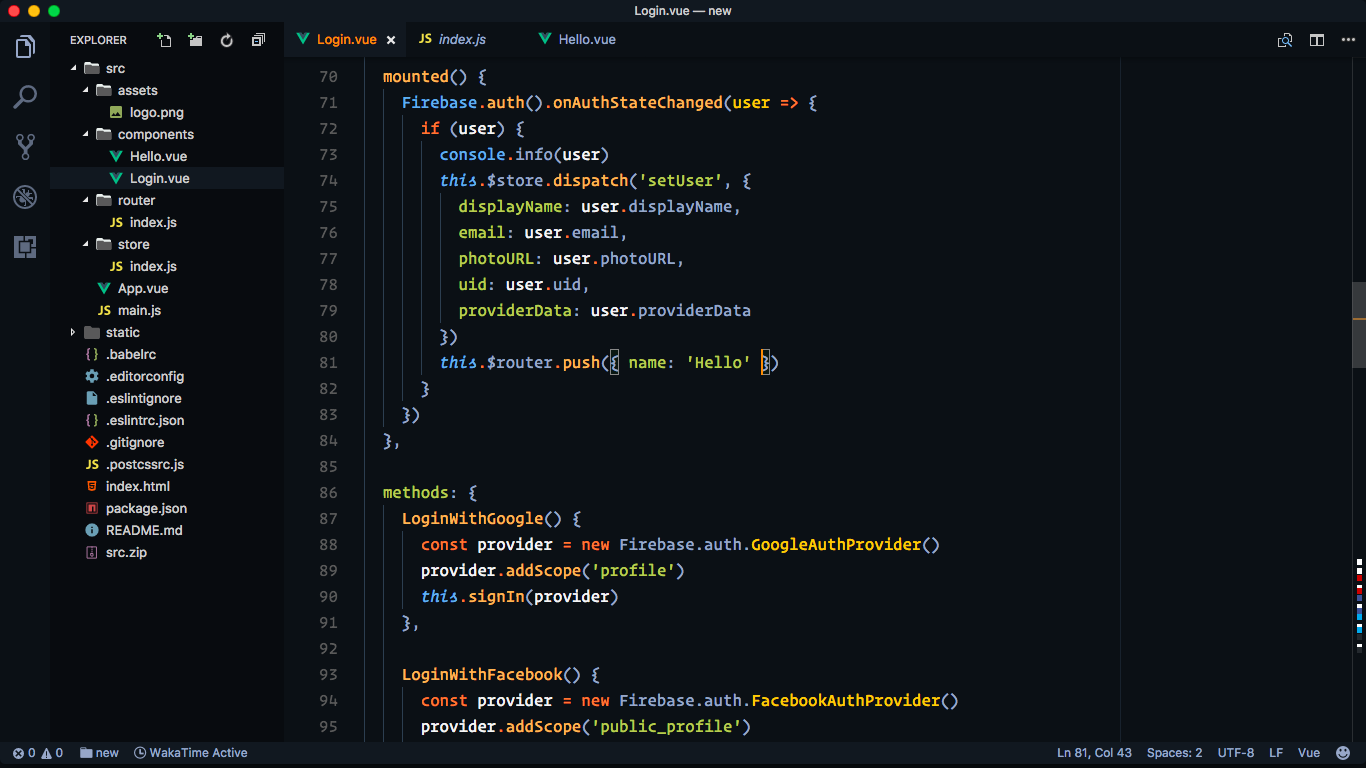 Login.vue — new
EXPLORER
src
assets
logo.png
components
Hello.vue
Login.vue
router
JS index.js
store
JS index.js
App.vue
JS main.js
static
{ } .babelrc
.editorconfig
.eslintignore
{ } .eslintrc.json
.gitignore
JS .postcssrc.js
index.html
package.json
README.md
src.zip
Login.vue × JS index.js Hello.vue
70 mounted() {
71 Firebase.auth().onAuthStateChanged(user => {
72 if (user) {
73 console.info(user)
74 this.$store.dispatch('setUser', {
75 displayName: user.displayName,
76 email: user.email,
77 photoURL: user.photoURL,
78 uid: user.uid,
79 providerData: user.providerData
80 })
81 this.$router.push({ name: 'Hello' })
82 }
83 })
84 },
85
86 methods: {
87 LoginWithGoogle() {
88 const provider = new Firebase.auth.GoogleAuthProvider()
89 provider.addScope('profile')
90 this.signIn(provider)
91 },
92
93 LoginWithFacebook() {
94 const provider = new Firebase.auth.FacebookAuthProvider()
95 provider.addScope('public_profile')
0 0 new WakaTime Active Ln 81, Col 43 Spaces: 2 UTF-8 LF Vue